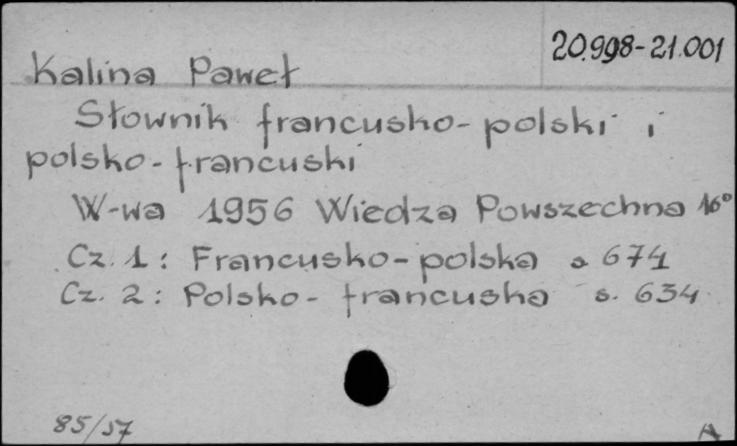 20.998-21.001
Kalina Paweł
Słownik francusko-polski i
polsko-francuski
W-wa 1956 Wiedza Powszechna 16°
Cz. 1: Francusko-polska s 671
Cz. 2: Polsko-francuska s. 634
85/57
A